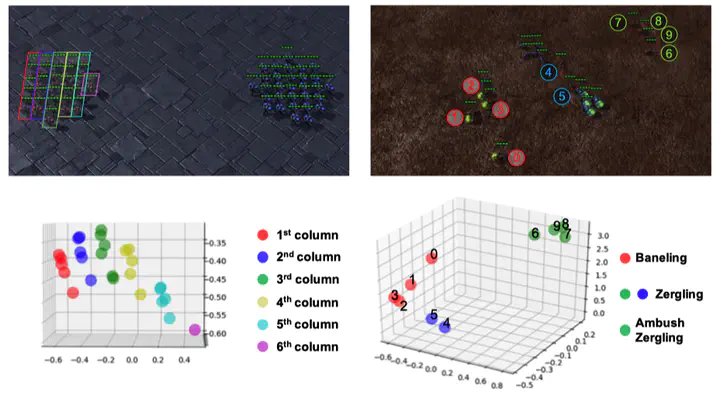 7
8
9
6
4
5
2
3
−0.35
−0.40
−0.45
−0.50
−0.55
−0.60
−0.6 −0.4 −0.2 0.0 0.2 0.4
1st column
2nd column
3rd column
4th column
5th column
6th column
0
1
3
2
5
4
6
9
8
7
3.0
2.5
2.0
1.5
1.0
0.5
0.0
−0.6 −0.4 −0.2 0.0 0.2 0.4 0.6 0.8
−0.5 −0.4 −0.3 −0.2 −0.1 0.0 0.1 0.2
Baneling
Zergling
Ambush
Zergling